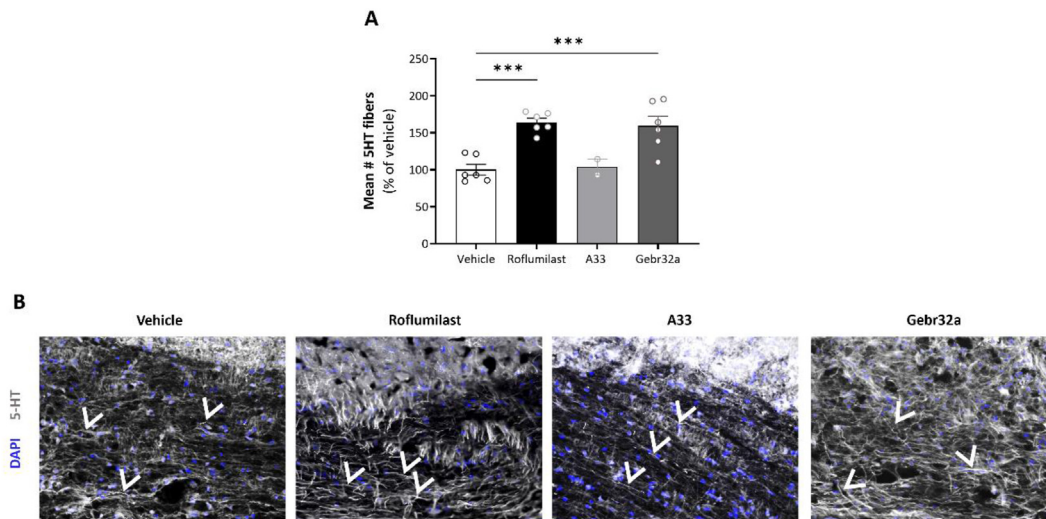 A
***
***
250
200
150
100
50
0
Mean # 5HT fibers
(% of vehicle)
Vehicle Roflumilast A33 Gebr32a
B
Vehicle Roflumilast A33 Gebr32a
DAPI 5-HT